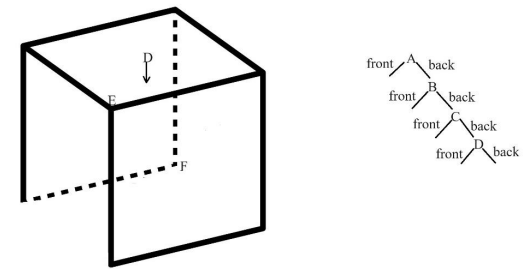 D
E
F
front A back
front B back
front C back
front D back